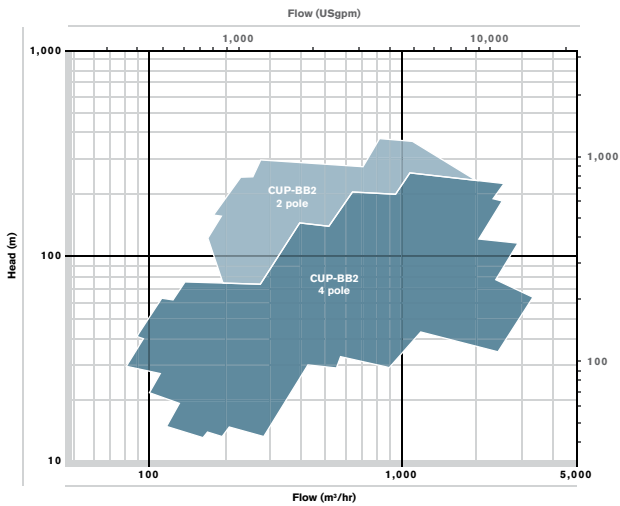 Flow (USgpm)
1,000 10,000
1,000
1,000
CUP-BB2
2 pole
Head (m)
100
CUP-BB2
4 pole
100
10
100 1,000 5,000
Flow (m³/hr)